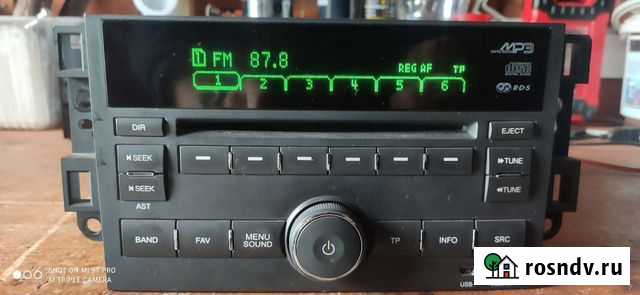 1 FM 87.8
REG AF TP
1 2 3 4 5 6
MP3
RDS
DIR
EJECT
SEEK
TUNE
SEEK
TUNE
AST
BAND
FAV
MENU
SOUND
TP
INFO
SRC
USB
SHOT ON MI 9T PRO
AI TRIPLE CAMERA
rosndv.ru